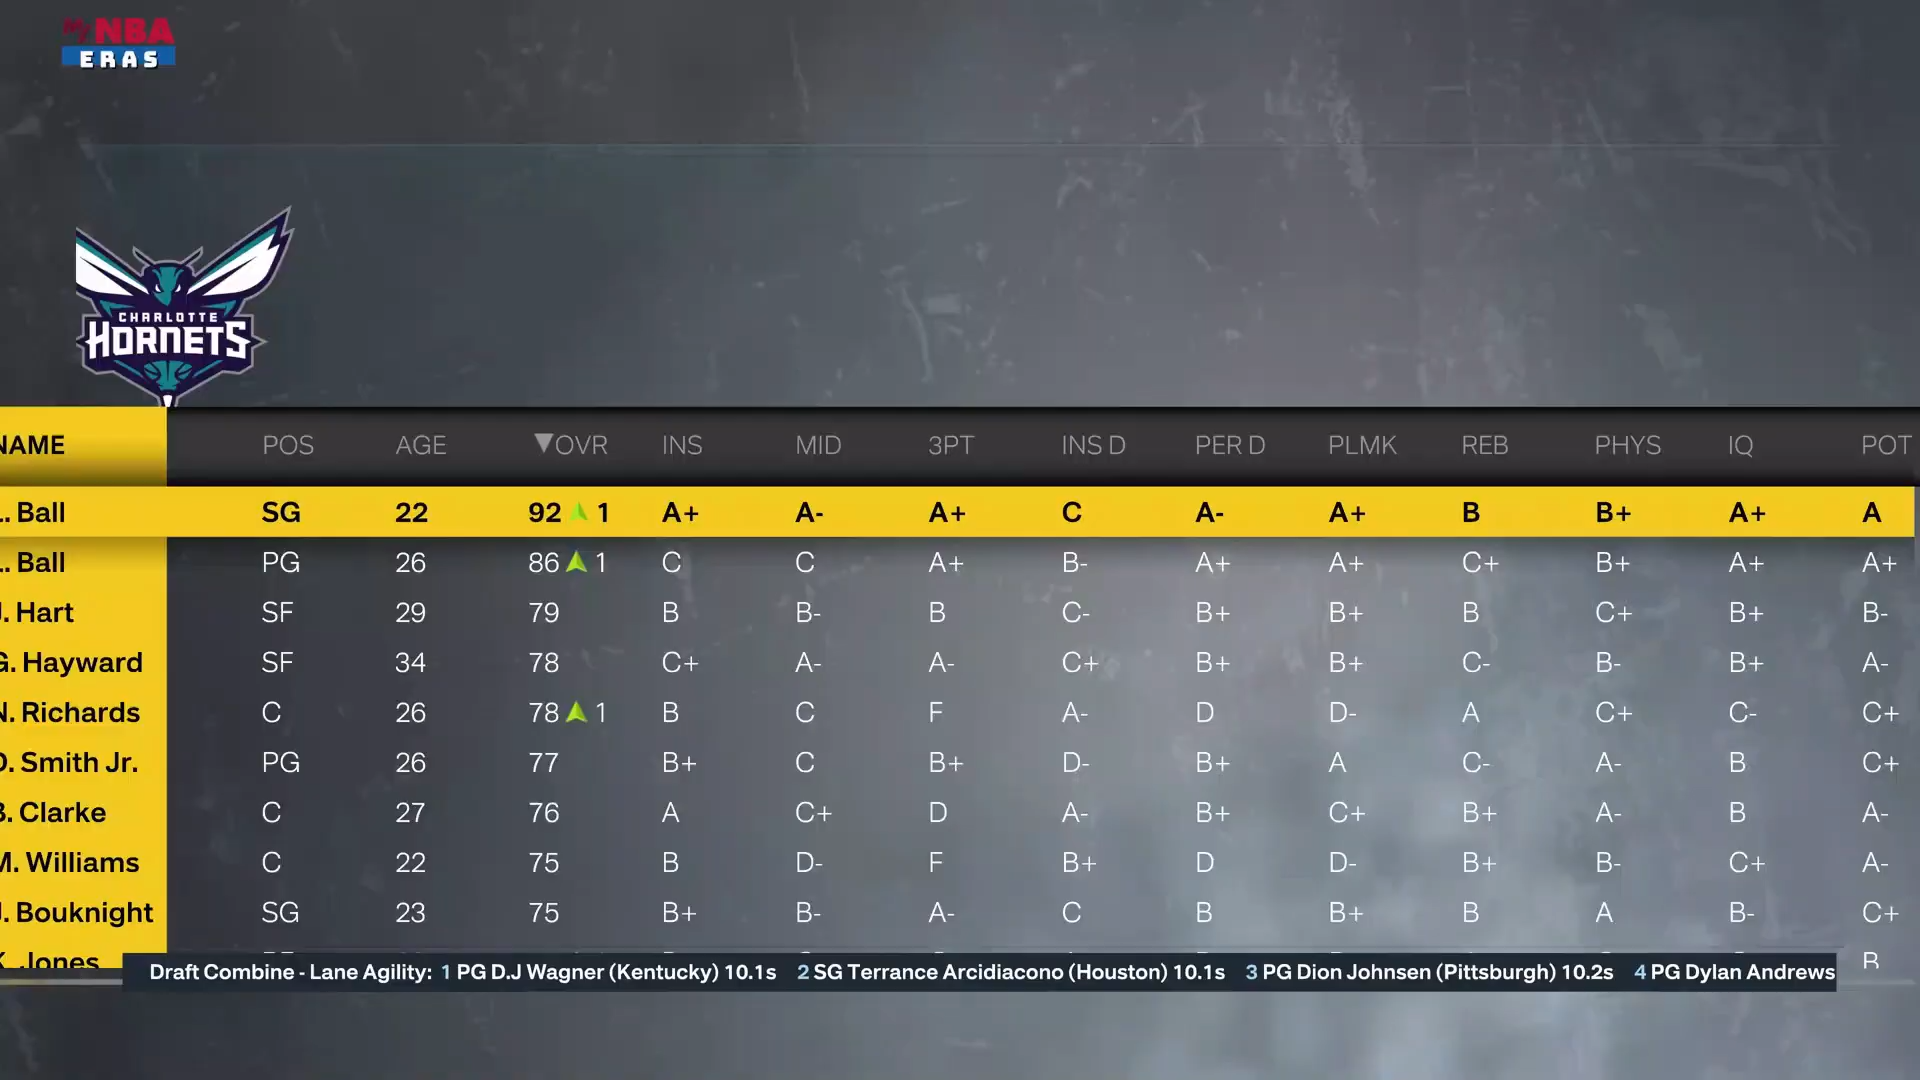 My NBA
ERAS
CHARLOTTE
HORNETS
NAME POS AGE ▼OVR INS MID 3PT INS D PER D PLMK REB PHYS IQ POT
. Ball SG 22 92 ▲ 1 A+ A- A+ C A- A+ B B+ A+ A
. Ball PG 26 86 ▲ 1 C C A+ B- A+ A+ C+ B+ A+ A+
J. Hart SF 29 79 B B- B C- B+ B+ B C+ B+ B-
G. Hayward SF 34 78 C+ A- A- C+ B+ B+ C- B- B+ A-
N. Richards C 26 78 ▲ 1 B C F A- D D- A C+ C- C+
D. Smith Jr. PG 26 77 B+ C B+ D- B+ A C- A- B C+
B. Clarke C 27 76 A C+ D A- B+ C+ B+ A- B A-
M. Williams C 22 75 B D- F B+ D D- B+ B- C+ A-
J. Bouknight SG 23 75 B+ B- A- C B B+ B A B- C+
K. Jones
Draft Combine - Lane Agility: 1 PG D.J Wagner (Kentucky) 10.1s 2 SG Terrance Arcidiacono (Houston) 10.1s 3 PG Dion Johnsen (Pittsburgh) 10.2s 4 PG Dylan Andrews